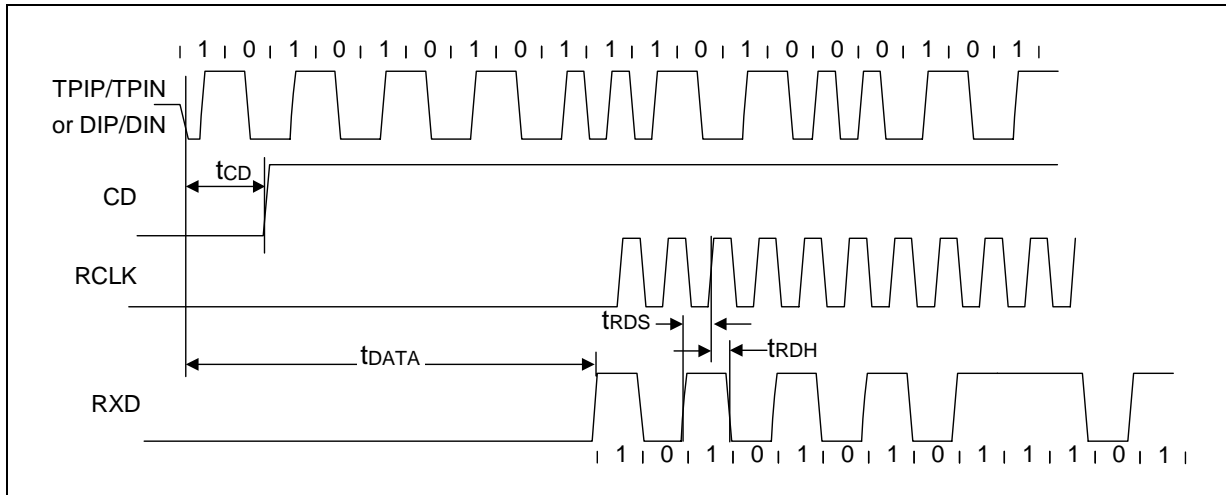 1 0 1 0 1 0 1 0 1 1 1 0 1 0 0 0 1 0 1
TPIP/TPIN
or DIP/DIN
tCD
CD
RCLK
tRDS
tRDH
tDATA
RXD
1 0 1 0 1 0 1 0 1 1 1 0 1